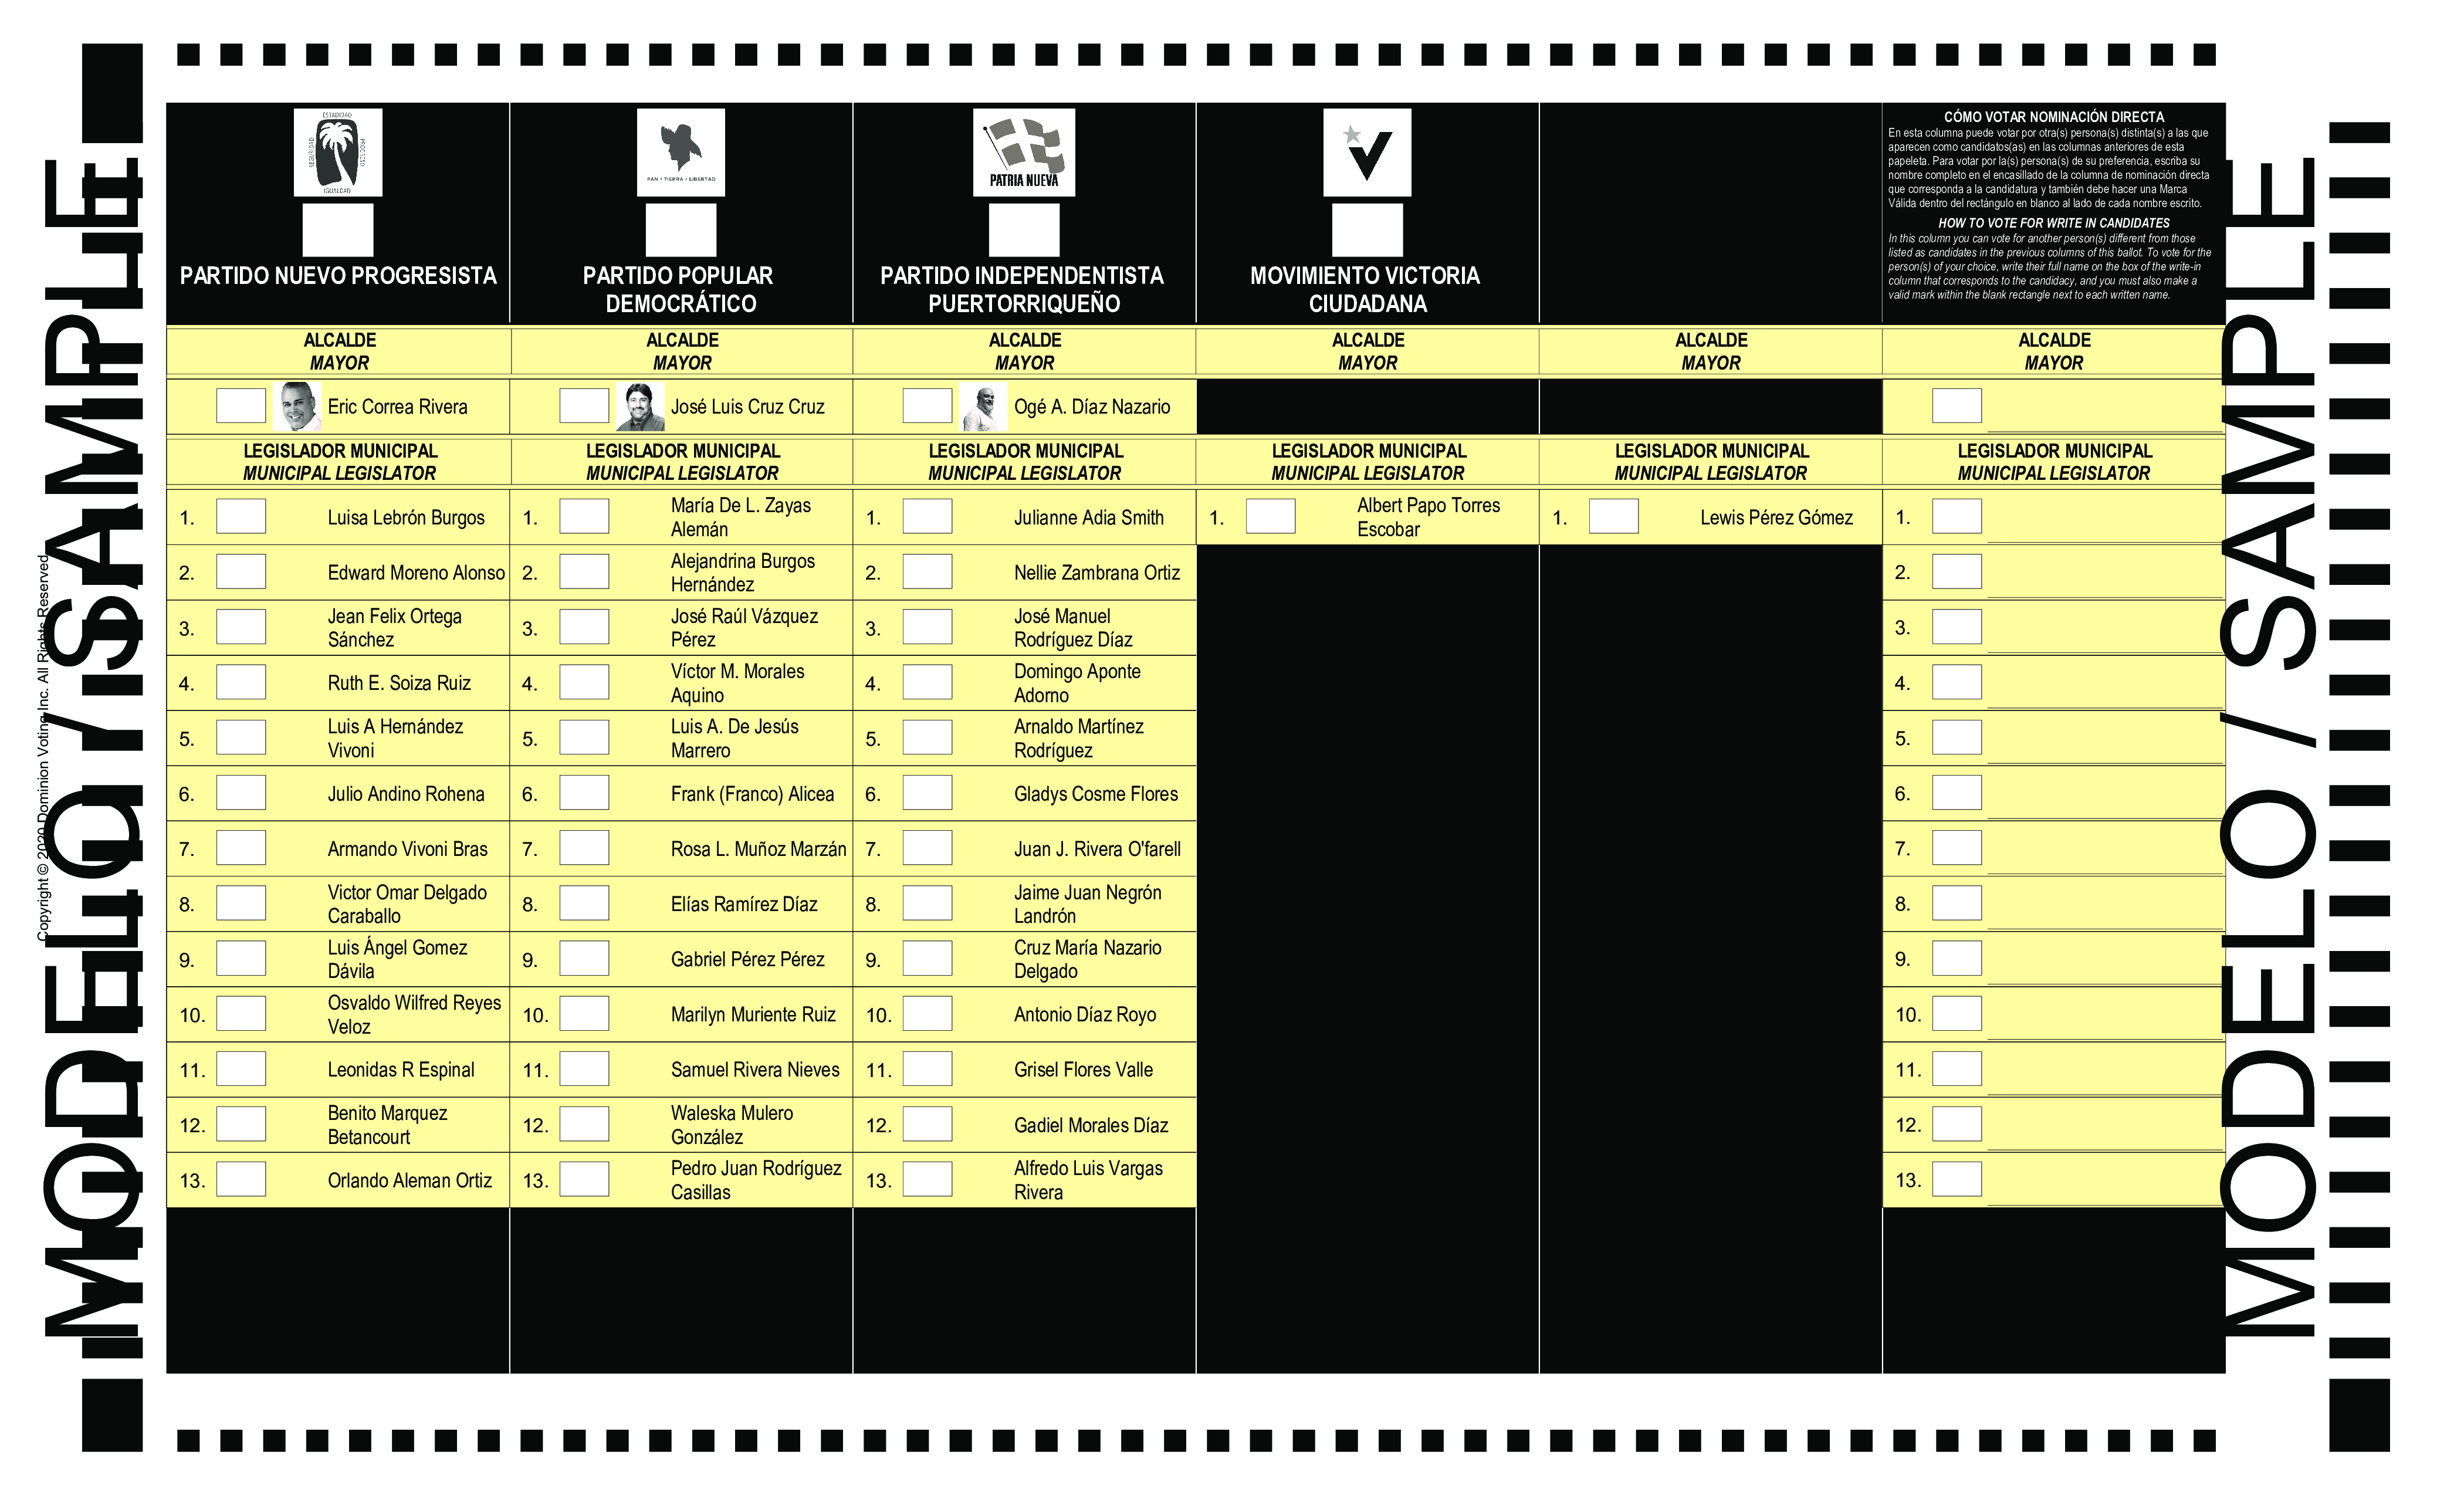 MODELO / SAMPLE
Copyright © 2020 Dominion Voting Inc. All Rights Reserved
ESTADIDAD
SEGURIDAD
PROGRESO
IGUALDAD
PARTIDO NUEVO PROGRESISTA
PAN • TIERRA • LIBERTAD
PARTIDO POPULAR
DEMOCRÁTICO
PATRIA NUEVA
PARTIDO INDEPENDENTISTA
PUERTORRIQUEÑO
MOVIMIENTO VICTORIA
CIUDADANA
CÓMO VOTAR NOMINACIÓN DIRECTA
En esta columna puede votar por otra(s) persona(s) distinta(s) a las que
aparecen como candidatos(as) en las columnas anteriores de esta
papeleta. Para votar por la(s) persona(s) de su preferencia, escriba su
nombre completo en el encasillado de la columna de nominación directa
que corresponda a la candidatura y también debe hacer una Marca
Válida dentro del rectángulo en blanco al lado de cada nombre escrito.
HOW TO VOTE FOR WRITE IN CANDIDATES
In this column you can vote for another person(s) different from those
listed as candidates in the previous columns of this ballot. To vote for the
person(s) of your choice, write their full name on the box of the write-in
column that corresponds to the candidacy, and you must also make a
valid mark within the blank rectangle next to each written name.
ALCALDE
MAYOR
Eric Correa Rivera
LEGISLADOR MUNICIPAL
MUNICIPAL LEGISLATOR
1. Luisa Lebrón Burgos
2. Edward Moreno Alonso
3. Jean Felix Ortega
Sánchez
4. Ruth E. Soiza Ruiz
5. Luis A Hernández
Vivoni
6. Julio Andino Rohena
7. Armando Vivoni Bras
8. Victor Omar Delgado
Caraballo
9. Luis Ángel Gomez
Dávila
10. Osvaldo Wilfred Reyes
Veloz
11. Leonidas R Espinal
12. Benito Marquez
Betancourt
13. Orlando Aleman Ortiz
ALCALDE
MAYOR
José Luis Cruz Cruz
LEGISLADOR MUNICIPAL
MUNICIPAL LEGISLATOR
1. María De L. Zayas
Alemán
2. Alejandrina Burgos
Hernández
3. José Raúl Vázquez
Pérez
4. Víctor M. Morales
Aquino
5. Luis A. De Jesús
Marrero
6. Frank (Franco) Alicea
7. Rosa L. Muñoz Marzán
8. Elías Ramírez Díaz
9. Gabriel Pérez Pérez
10. Marilyn Muriente Ruiz
11. Samuel Rivera Nieves
12. Waleska Mulero
González
13. Pedro Juan Rodríguez
Casillas
ALCALDE
MAYOR
Ogé A. Díaz Nazario
LEGISLADOR MUNICIPAL
MUNICIPAL LEGISLATOR
1. Julianne Adia Smith
2. Nellie Zambrana Ortiz
3. José Manuel
Rodríguez Díaz
4. Domingo Aponte
Adorno
5. Arnaldo Martínez
Rodríguez
6. Gladys Cosme Flores
7. Juan J. Rivera O'farell
8. Jaime Juan Negrón
Landrón
9. Cruz María Nazario
Delgado
10. Antonio Díaz Royo
11. Grisel Flores Valle
12. Gadiel Morales Díaz
13. Alfredo Luis Vargas
Rivera
ALCALDE
MAYOR
LEGISLADOR MUNICIPAL
MUNICIPAL LEGISLATOR
1. Albert Papo Torres
Escobar
ALCALDE
MAYOR
LEGISLADOR MUNICIPAL
MUNICIPAL LEGISLATOR
1. Lewis Pérez Gómez
ALCALDE
MAYOR
LEGISLADOR MUNICIPAL
MUNICIPAL LEGISLATOR
1.
2.
3.
4.
5.
6.
7.
8.
9.
10.
11.
12.
13.
MODELO / SAMPLE